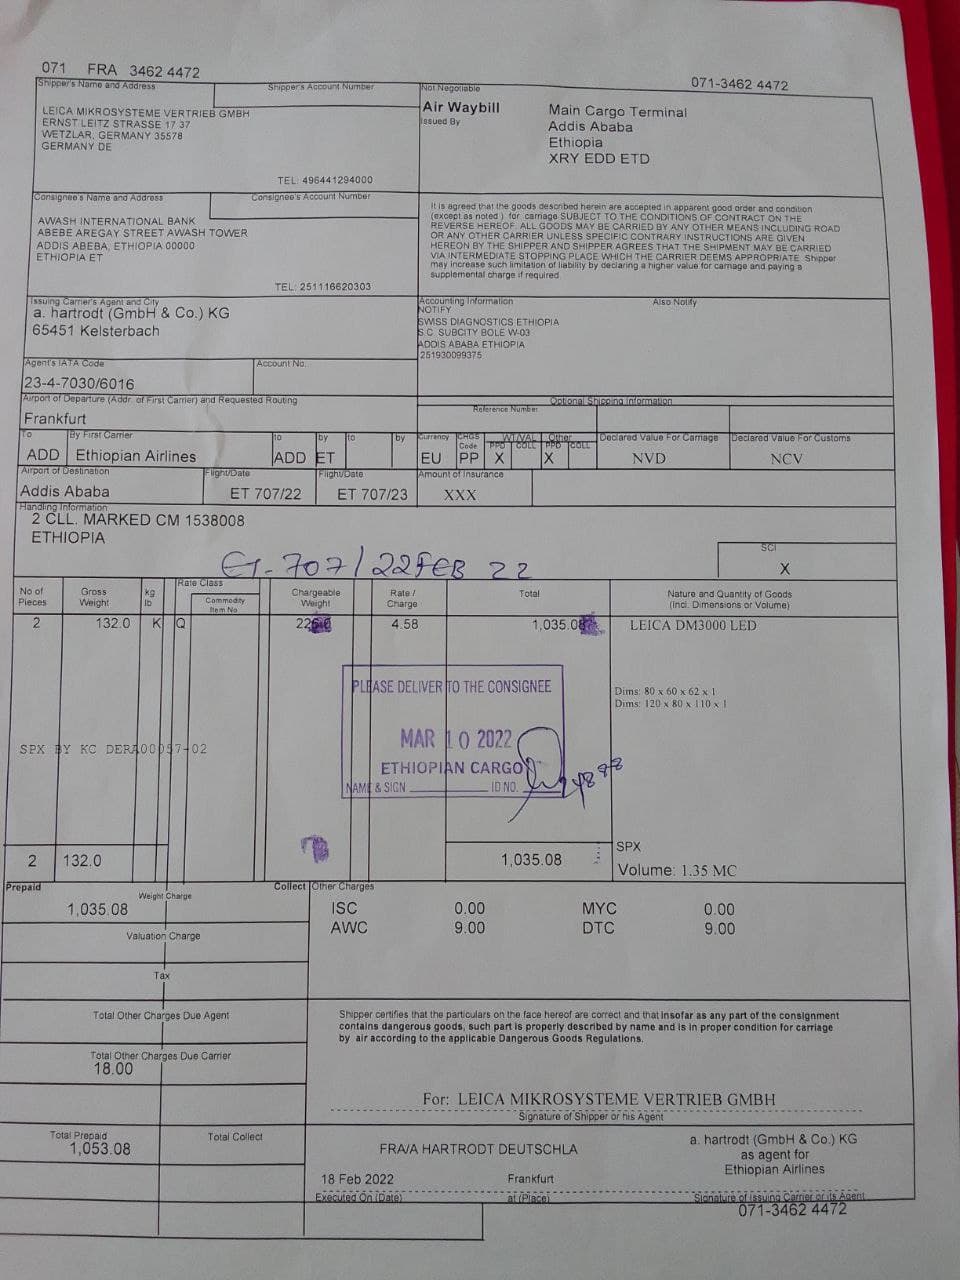 071 FRA 3462 4472
071-3462 4472
Shipper's Name and Address
Shipper's Account Number
LEICA MIKROSYSTEME VERTRIEB GMBH
ERNST LEITZ STRASSE 17 37
WETZLAR, GERMANY 35578
GERMANY DE
TEL: 496441294000
Not Negotiable
Air Waybill
Issued By
Main Cargo Terminal
Addis Ababa
Ethiopia
XRY EDD ETD
Consignee's Name and Address
Consignee's Account Number
AWASH INTERNATIONAL BANK
ABEBE AREGAY STREET AWASH TOWER
ADDIS ABEBA, ETHIOPIA 00000
ETHIOPIA ET
TEL: 251116620303
It is agreed that the goods described herein are accepted in apparent good order and condition
(except as noted ) for carriage SUBJECT TO THE CONDITIONS OF CONTRACT ON THE
REVERSE HEREOF. ALL GOODS MAY BE CARRIED BY ANY OTHER MEANS INCLUDING ROAD
OR ANY OTHER CARRIER UNLESS SPECIFIC CONTRARY INSTRUCTIONS ARE GIVEN
HEREON BY THE SHIPPER AND SHIPPER AGREES THAT THE SHIPMENT MAY BE CARRIED
VIA INTERMEDIATE STOPPING PLACE WHICH THE CARRIER DEEMS APPROPRIATE. Shipper
may increase such limitation of liability by declaring a higher value for carriage and paying a
supplemental charge if required.
Issuing Carrier's Agent and City
a. hartrodt (GmbH & Co.) KG
65451 Kelsterbach
Accounting Information
Also Notify
NOTIFY
SWISS DIAGNOSTICS ETHIOPIA
S.C. SUBCITY BOLE W-03
ADDIS ABABA ETHIOPIA
251930099375
Agent's IATA Code
Account No.
23-4-7030/6016
Airport of Departure (Addr. of First Carrier) and Requested Routing
Frankfurt
Reference Number
Optional Shipping Information
To
By First Carrier
to
by
to
by
ADD
Ethiopian Airlines
ADD
ET
Currency
CHGS
Code
WT/VAL
Other
PPD
COLL
PPD
COLL
EU
PP
X
X
Declared Value For Carriage
NVD
Declared Value For Customs
NCV
Airport of Destination
Flight/Date
Flight/Date
Amount of Insurance
Addis Ababa
ET 707/22
ET 707/23
XXX
Handling Information
2 CLL. MARKED CM 1538008
ETHIOPIA
ET-707/22FEB 22
SCI
X
No of
Pieces
Gross
Weight
kg
lb
Rate Class
Commodity
Item No
Chargeable
Weight
Rate /
Charge
Total
Nature and Quantity of Goods
(Incl. Dimensions or Volume)
2
132.0
K
Q
4.58
1,035.08
LEICA DM3000 LED
Dims: 80 x 60 x 62 x 1
Dims: 120 x 80 x 110 x 1
PLEASE DELIVER TO THE CONSIGNEE
MAR 10 2022
ETHIOPIAN CARGO
NAME & SIGN
ID NO.
SPX BY KC DERA00057-02
2
132.0
1,035.08
SPX
Volume: 1.35 MC
Prepaid
Weight Charge
Collect
Other Charges
1,035.08
ISC 0.00 MYC 0.00
AWC 9.00 DTC 9.00
Valuation Charge
Tax
Total Other Charges Due Agent
Total Other Charges Due Carrier
18.00
Shipper certifies that the particulars on the face hereof are correct and that insofar as any part of the consignment
contains dangerous goods, such part is properly described by name and is in proper condition for carriage
by air according to the applicable Dangerous Goods Regulations.
For: LEICA MIKROSYSTEME VERTRIEB GMBH
Signature of Shipper or his Agent
Total Prepaid
Total Collect
1,053.08
FRA/A HARTRODT DEUTSCHLA
a. hartrodt (GmbH & Co.) KG
as agent for
Ethiopian Airlines
18 Feb 2022
Frankfurt
Executed On (Date)
at (Place)
Signature of Issuing Carrier or its Agent
071-3462 4472